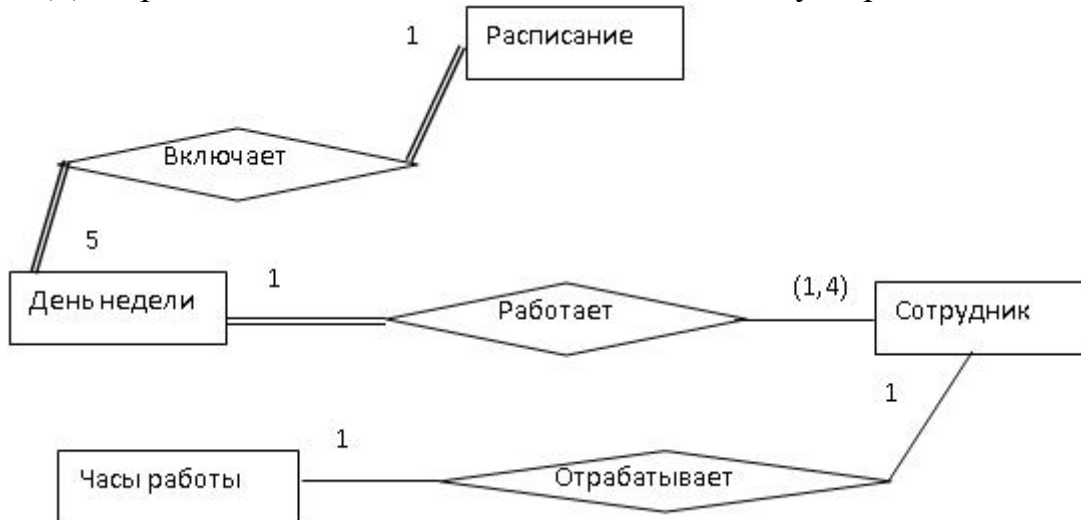 1
Расписание
Включает
5
День недели
1
Работает
(1,4)
Сотрудник
1
1
Часы работы
Отрабатывает